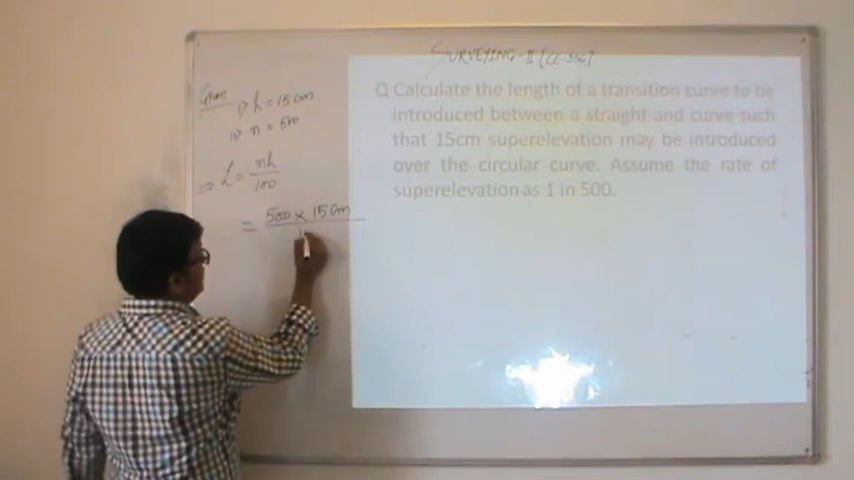 SURVEYING-II [CE-356]
Q Calculate the length of a transition curve to be
introduced between a straight and curve such
that 15cm superelevation may be introduced
over the circular curve. Assume the rate of
superelevation as 1 in 500.
Given
i> h = 15 cm
ii> n = 500
=> L = nh
100
= 500 x 15 cm
1